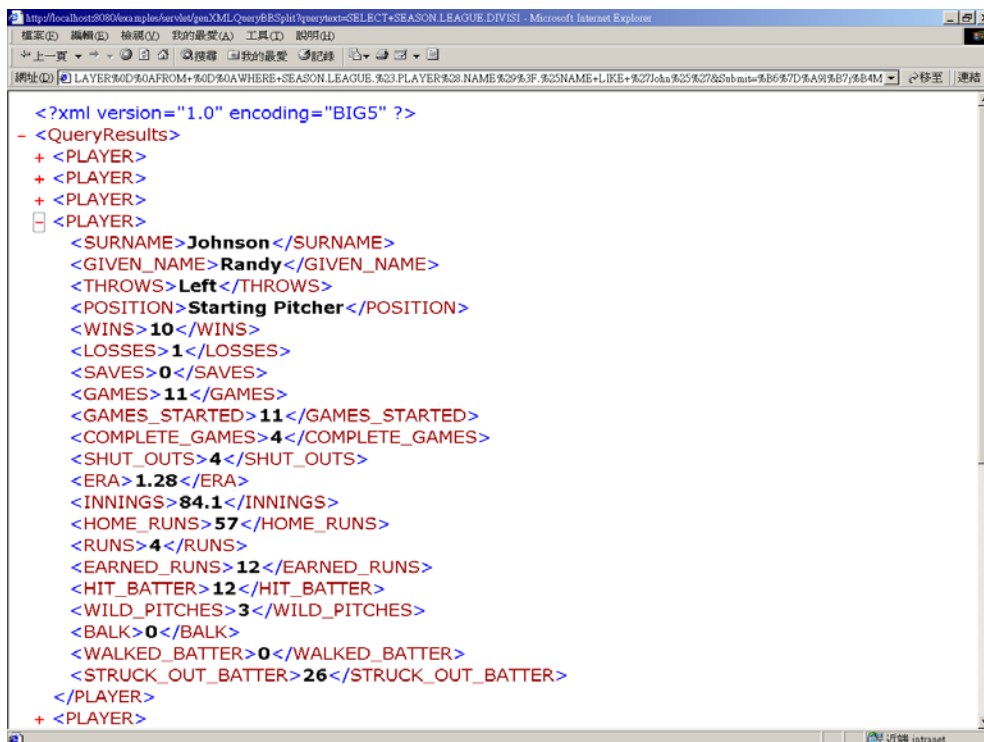 http://localhost:8080/examples/servlet/genXMLQueryBBSplit?querytext=SELECT+SEASON.LEAGUE.DIVISI - Microsoft Internet Explorer
檔案(F) 編輯(E) 檢視(V) 我的最愛(A) 工具(T) 說明(H)
上一頁 搜尋 我的最愛 記錄
網址(D) LAYER%0D%0AFROM+%0D%0AWHERE+SEASON.LEAGUE.%23.PLAYER%28.NAME%29%3F.%25NAME+LIKE+%27John%25%27&Submit=%B6%7D%A9l%B7j%B4M 移至 連結
<?xml version="1.0" encoding="BIG5" ?>
- <QueryResults>
+ <PLAYER>
+ <PLAYER>
+ <PLAYER>
- <PLAYER>
<SURNAME>Johnson</SURNAME>
<GIVEN_NAME>Randy</GIVEN_NAME>
<THROWS>Left</THROWS>
<POSITION>Starting Pitcher</POSITION>
<WINS>10</WINS>
<LOSSES>1</LOSSES>
<SAVES>0</SAVES>
<GAMES>11</GAMES>
<GAMES_STARTED>11</GAMES_STARTED>
<COMPLETE_GAMES>4</COMPLETE_GAMES>
<SHUT_OUTS>4</SHUT_OUTS>
<ERA>1.28</ERA>
<INNINGS>84.1</INNINGS>
<HOME_RUNS>57</HOME_RUNS>
<RUNS>4</RUNS>
<EARNED_RUNS>12</EARNED_RUNS>
<HIT_BATTER>12</HIT_BATTER>
<WILD_PITCHES>3</WILD_PITCHES>
<BALK>0</BALK>
<WALKED_BATTER>0</WALKED_BATTER>
<STRUCK_OUT_BATTER>26</STRUCK_OUT_BATTER>
</PLAYER>
+ <PLAYER>
近端 intranet